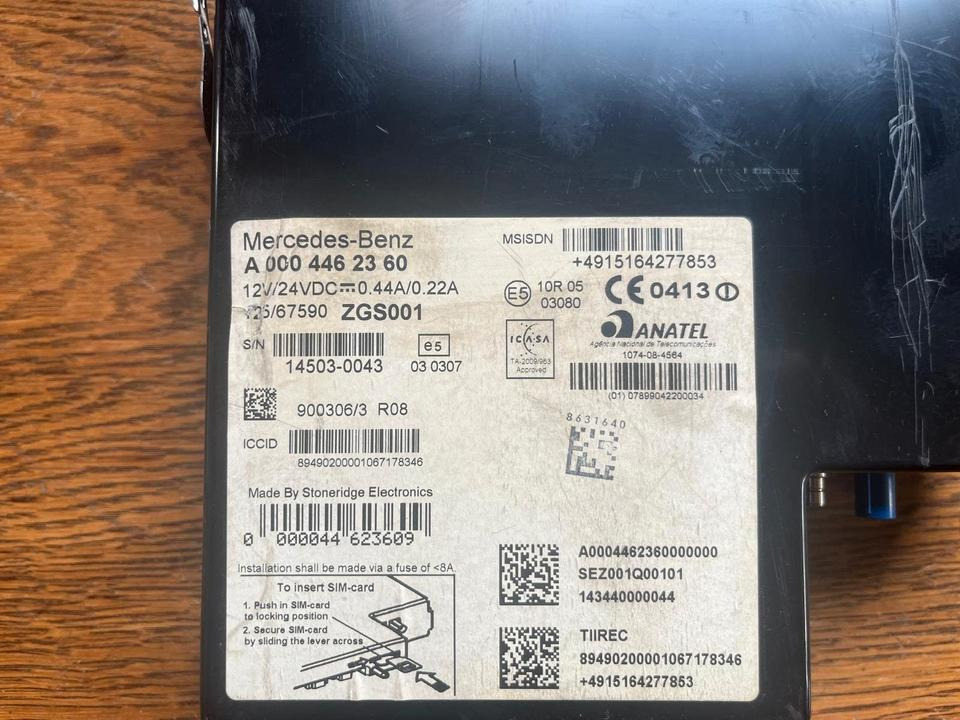 Mercedes-Benz
A 000 446 23 60
12V/24VDC⎓0.44A/0.22A
/67590 ZGS001
S/N
14503-0043
e5
03 0307
900306/3 R08
ICCID
89490200001067178346
Made By Stoneridge Electronics
0 000044 623609
Installation shall be made via a fuse of <8A
To insert SIM-card
1. Push in SIM-card
to locking position
2. Secure SIM-card
by sliding the lever across
MSISDN
+4915164277853
E5 10R 05
03080
CE 0413
ICASA
TA-2009/963
Approved
ANATEL
Agência Nacional de Telecomunicações
1074-08-4564
(01) 07899042200034
8631640
A0004462360000000
SEZ001Q00101
143440000044
TIIREC
89490200001067178346
+4915164277853